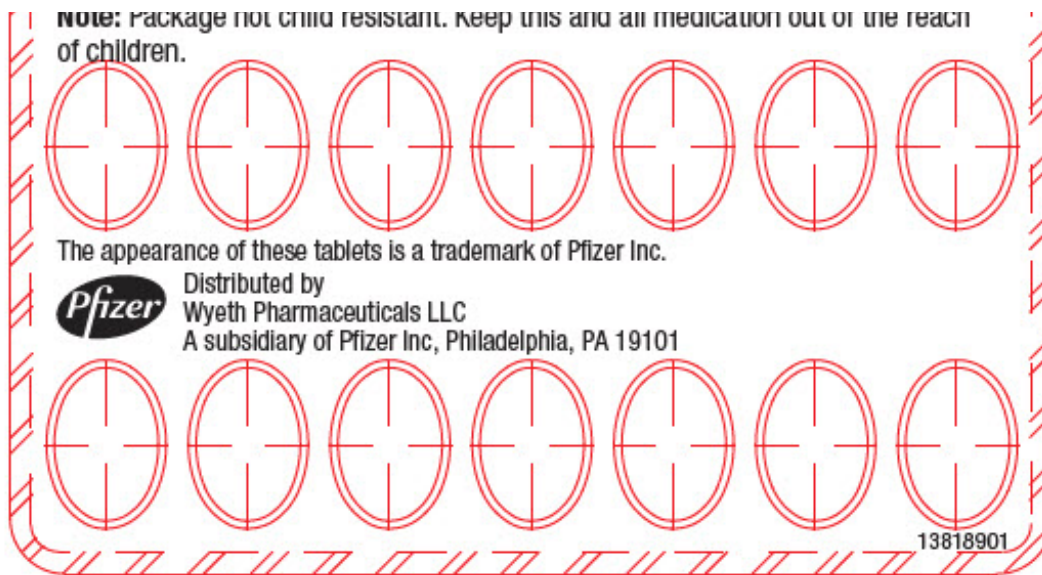 Note: Package not child resistant. Keep this and all medication out of the reach
of children.
The appearance of these tablets is a trademark of Pfizer Inc.
Pfizer
Distributed by
Wyeth Pharmaceuticals LLC
A subsidiary of Pfizer Inc, Philadelphia, PA 19101
13818901